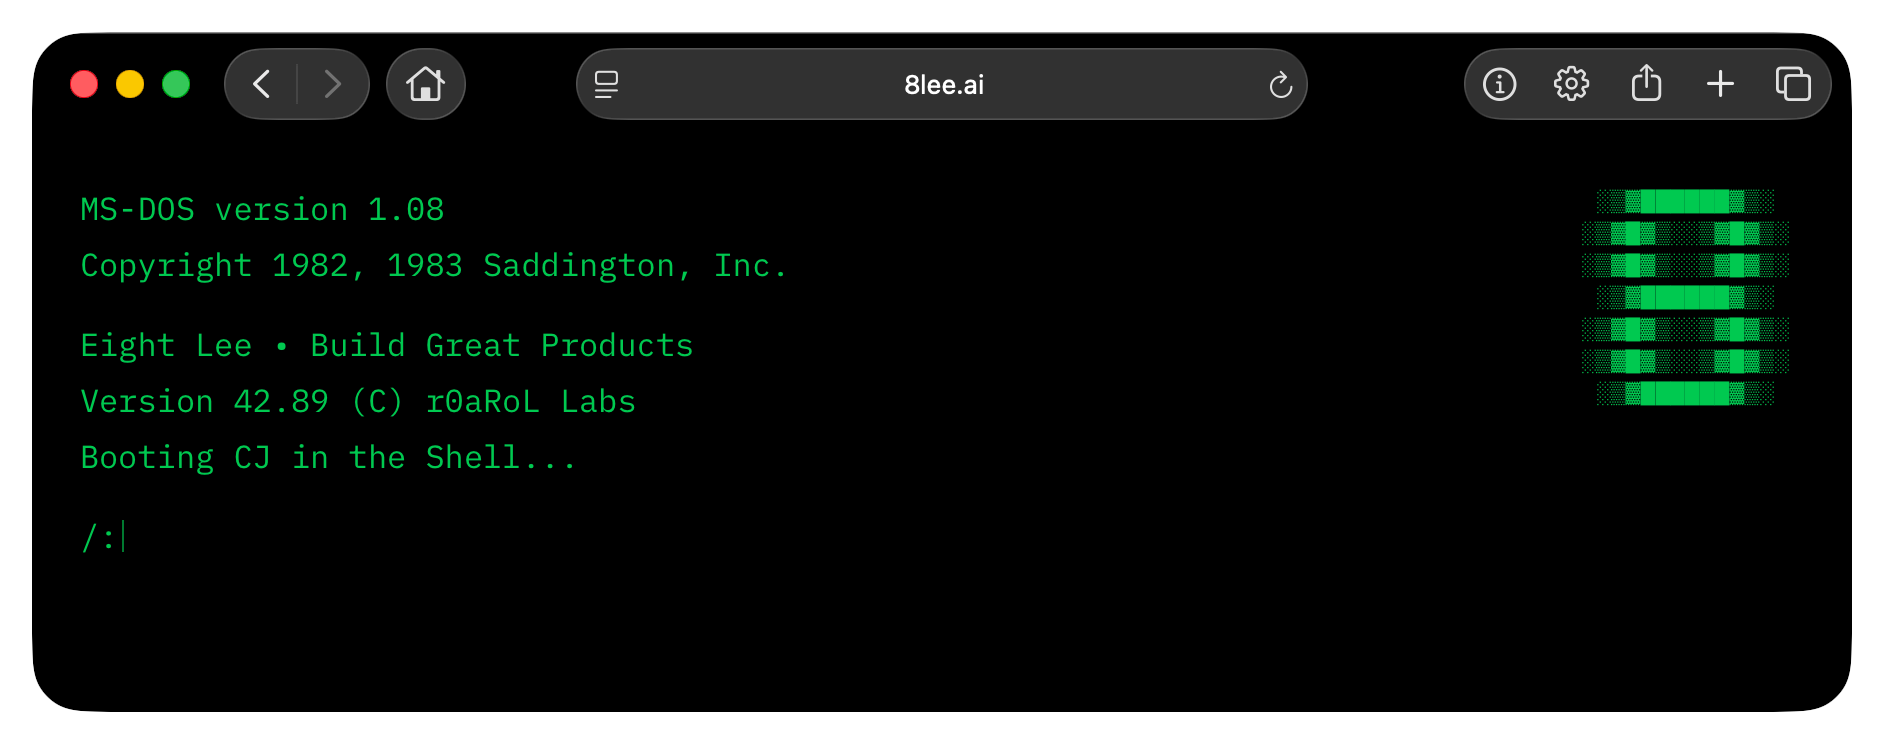 8lee.ai
MS-DOS version 1.08
Copyright 1982, 1983 Saddington, Inc.
Eight Lee • Build Great Products
Version 42.89 (C) r0aRoL Labs
Booting CJ in the Shell...
/: